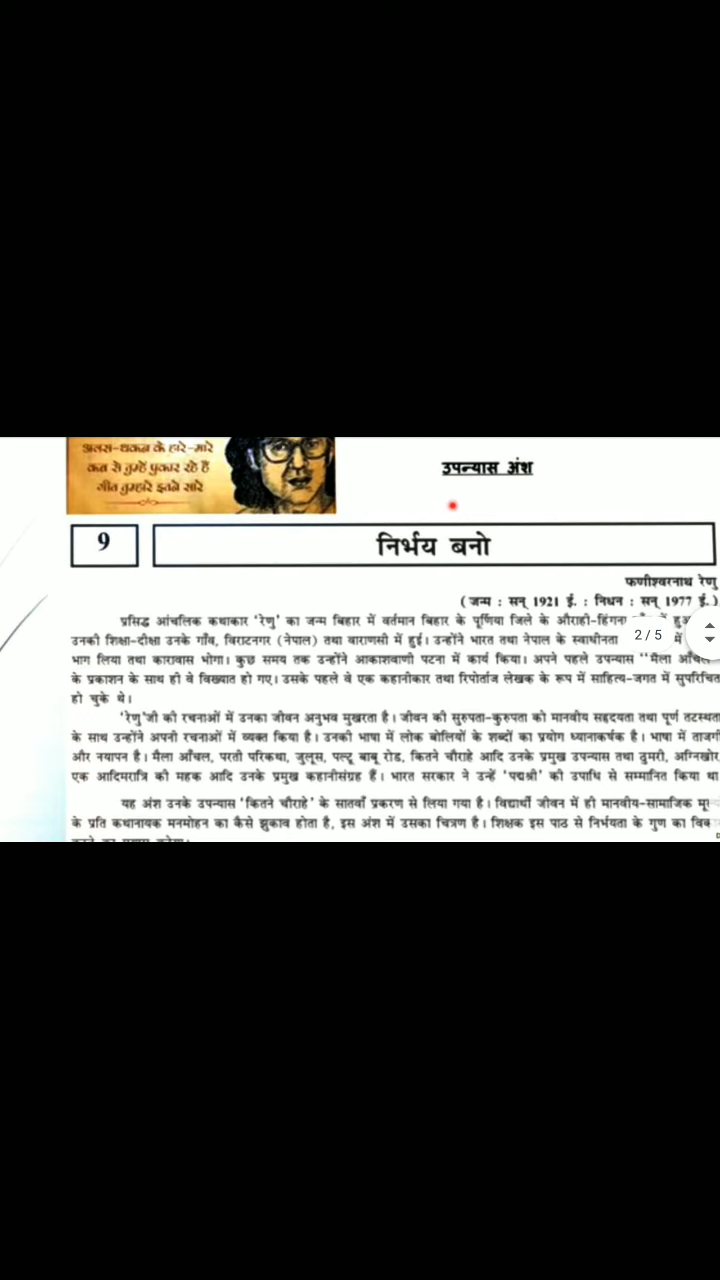 अलस-थकन के हारे-मारे
कब से तुम्हें पुकार रहे हैं
गीत तुम्हारे इतने सारे
उपन्यास अंश
9
निर्भय बनो
फणीश्वरनाथ रेणु
( जन्म : सन् 1921 ई. : निधन : सन् 1977 ई.)
प्रसिद्ध आंचलिक कथाकार 'रेणु' का जन्म बिहार में वर्तमान बिहार के पूर्णिया जिले के औराही-हिंगना
उनकी शिक्षा-दीक्षा उनके गाँव, विराटनगर (नेपाल) तथा वाराणसी में हुई। उन्होंने भारत तथा नेपाल के स्वाधीनता 2/5 में
भाग लिया तथा कारावास भोगा। कुछ समय तक उन्होंने आकाशवाणी पटना में कार्य किया। अपने पहले उपन्यास ''मैला आँचल
के प्रकाशन के साथ ही वे विख्यात हो गए। उसके पहले वे एक कहानीकार तथा रिपोर्ताज लेखक के रूप में साहित्य-जगत में सुपरिचित
हो चुके थे।
'रेणु'जी की रचनाओं में उनका जीवन अनुभव मुखरता है। जीवन की सुरुपता-कुरुपता को मानवीय सहृदयता तथा पूर्ण तटस्थता
के साथ उन्होंने अपनी रचनाओं में व्यक्त किया है। उनकी भाषा में लोक बोलियों के शब्दों का प्रयोग ध्यानाकर्षक है। भाषा में ताजगी
और नयापन है। मैला आँचल, परती परिकथा, जुलूस, पल्टू बाबू रोड, कितने चौराहे आदि उनके प्रमुख उपन्यास तथा ठुमरी, अग्निखोर,
एक आदिमरात्रि की महक आदि उनके प्रमुख कहानीसंग्रह हैं। भारत सरकार ने उन्हें 'पद्मश्री' की उपाधि से सम्मानित किया था
यह अंश उनके उपन्यास 'कितने चौराहे' के सातवाँ प्रकरण से लिया गया है। विद्यार्थी जीवन में ही मानवीय-सामाजिक
के प्रति कथानायक मनमोहन का कैसे झुकाव होता है, इस अंश में उसका चित्रण है। शिक्षक इस पाठ से निर्भयता के गुण का